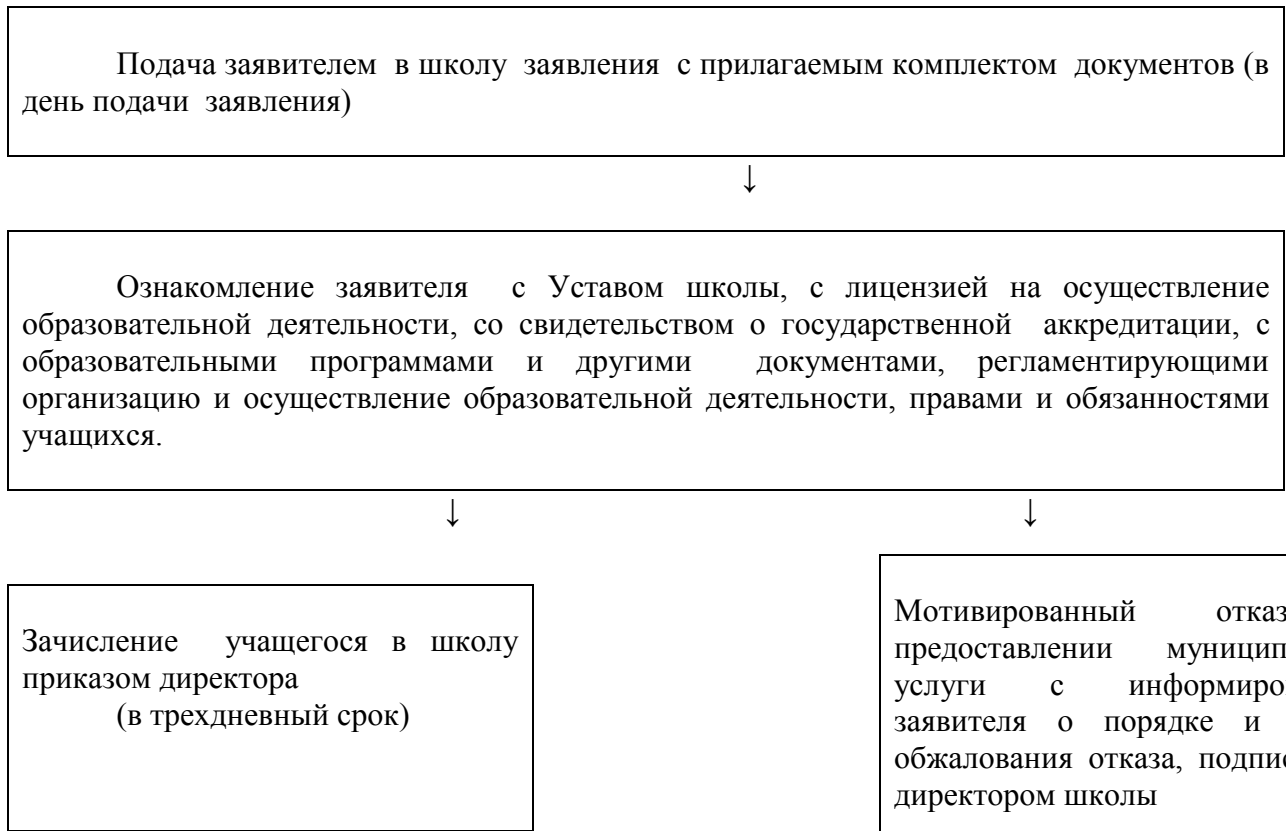 Подача заявителем в школу заявления с прилагаемым комплектом документов (в
день подачи заявления)
↓
Ознакомление заявителя с Уставом школы, с лицензией на осуществление
образовательной деятельности, со свидетельством о государственной аккредитации, с
образовательными программами и другими документами, регламентирующими
организацию и осуществление образовательной деятельности, правами и обязанностями
учащихся.
↓ ↓
Зачисление учащегося в школу
приказом директора
(в трехдневный срок)
Мотивированный отказ
предоставлении
услуги с
заявителя о порядке и
обжалования отказа,
директором школы